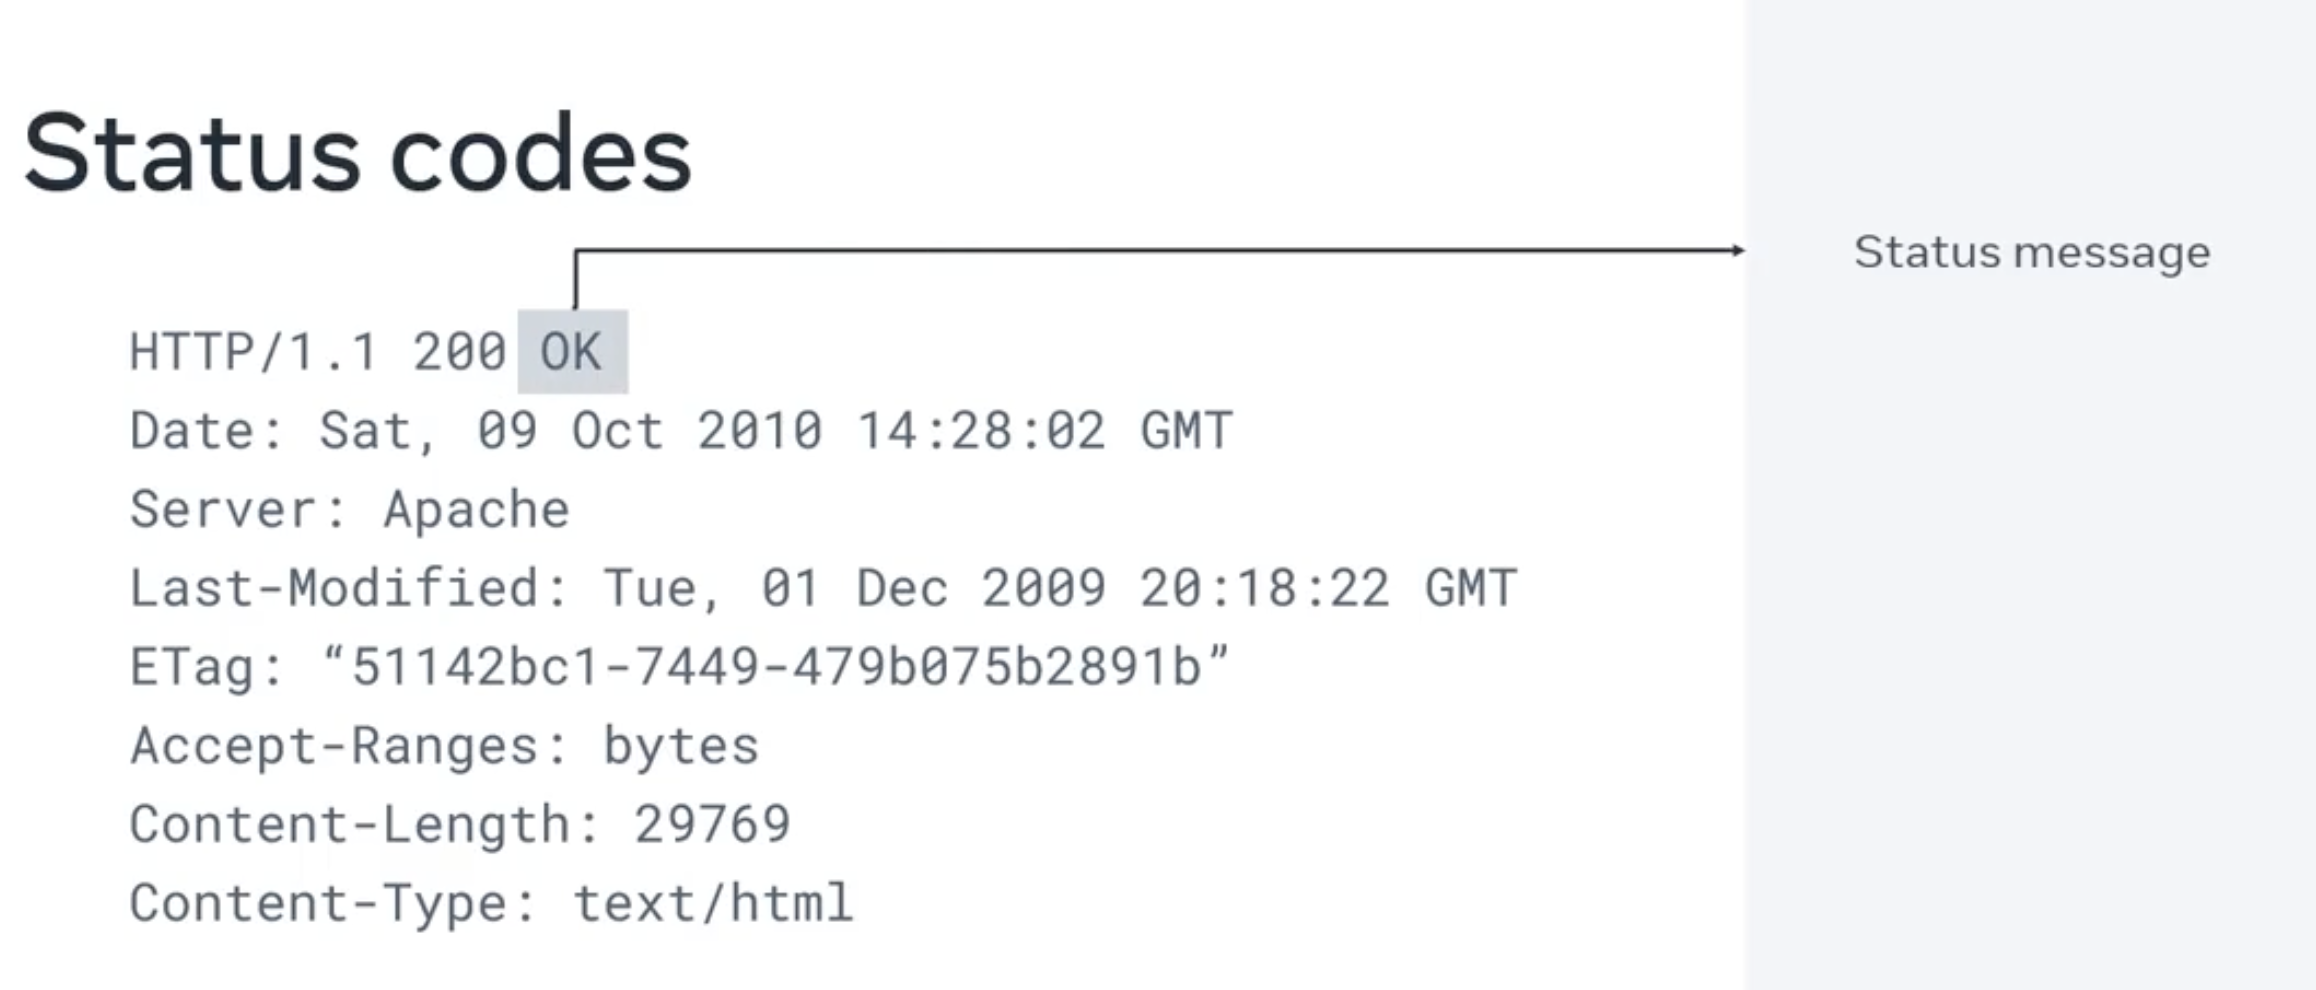 Status codes
Status message
HTTP/1.1 200 OK
Date: Sat, 09 Oct 2010 14:28:02 GMT
Server: Apache
Last-Modified: Tue, 01 Dec 2009 20:18:22 GMT
ETag: “51142bc1-7449-479b075b2891b”
Accept-Ranges: bytes
Content-Length: 29769
Content-Type: text/html